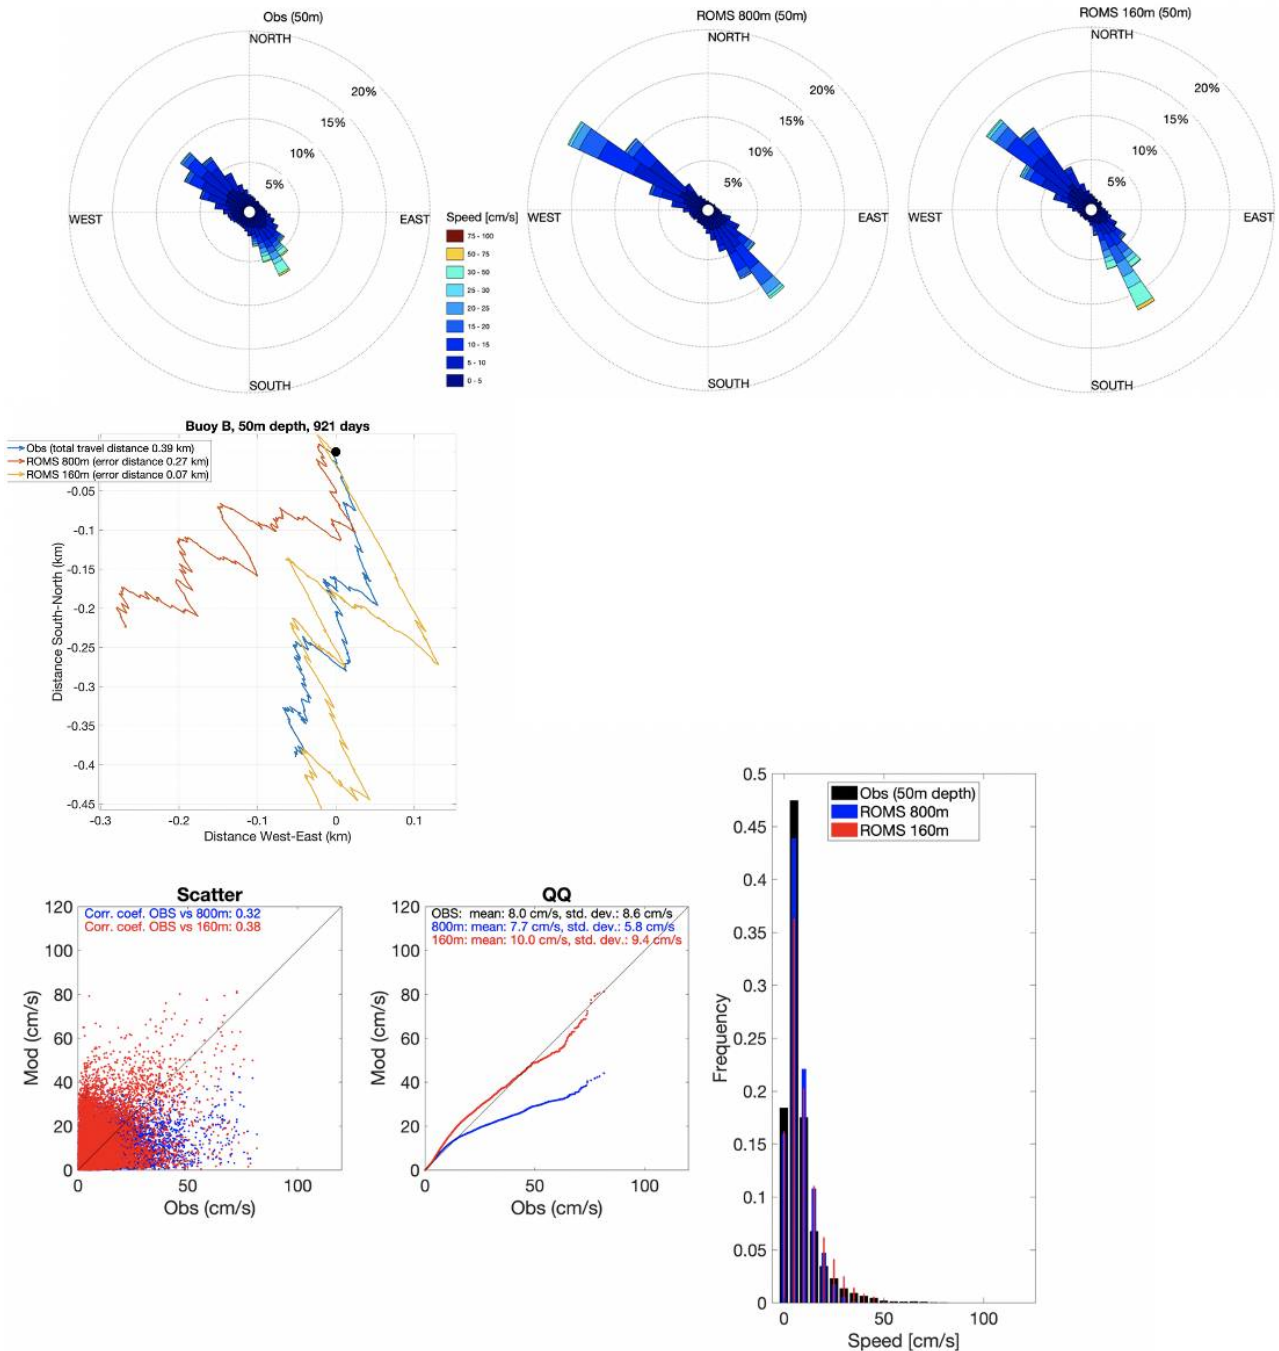 Obs (50m)
NORTH
20%
15%
10%
5%
WEST
EAST
SOUTH
Speed [cm/s]
75 - 100
50 - 75
30 - 50
25 - 30
20 - 25
15 - 20
10 - 15
5 - 10
0 - 5
ROMS 800m (50m)
NORTH
20%
15%
10%
5%
WEST
EAST
SOUTH
ROMS 160m (50m)
NORTH
20%
15%
10%
5%
WEST
EAST
SOUTH
Buoy B, 50m depth, 921 days
Obs (total travel distance 0.39 km)
ROMS 800m (error distance 0.27 km)
ROMS 160m (error distance 0.07 km)
-0.05
-0.1
-0.15
-0.2
-0.25
-0.3
-0.35
-0.4
-0.45
Distance South-North (km)
-0.3
-0.2
-0.1
0
0.1
Distance West-East (km)
Scatter
Corr. coef. OBS vs 800m: 0.32
Corr. coef. OBS vs 160m: 0.38
120
100
80
60
40
20
0
Mod (cm/s)
0
50
100
Obs (cm/s)
QQ
OBS: mean: 8.0 cm/s, std. dev.: 8.6 cm/s
800m: mean: 7.7 cm/s, std. dev.: 5.8 cm/s
160m: mean: 10.0 cm/s, std. dev.: 9.4 cm/s
120
100
80
60
40
20
0
Mod (cm/s)
0
50
100
Obs (cm/s)
Obs (50m depth)
ROMS 800m
ROMS 160m
0.5
0.45
0.4
0.35
0.3
0.25
0.2
0.15
0.1
0.05
0
Frequency
0
50
100
Speed [cm/s]